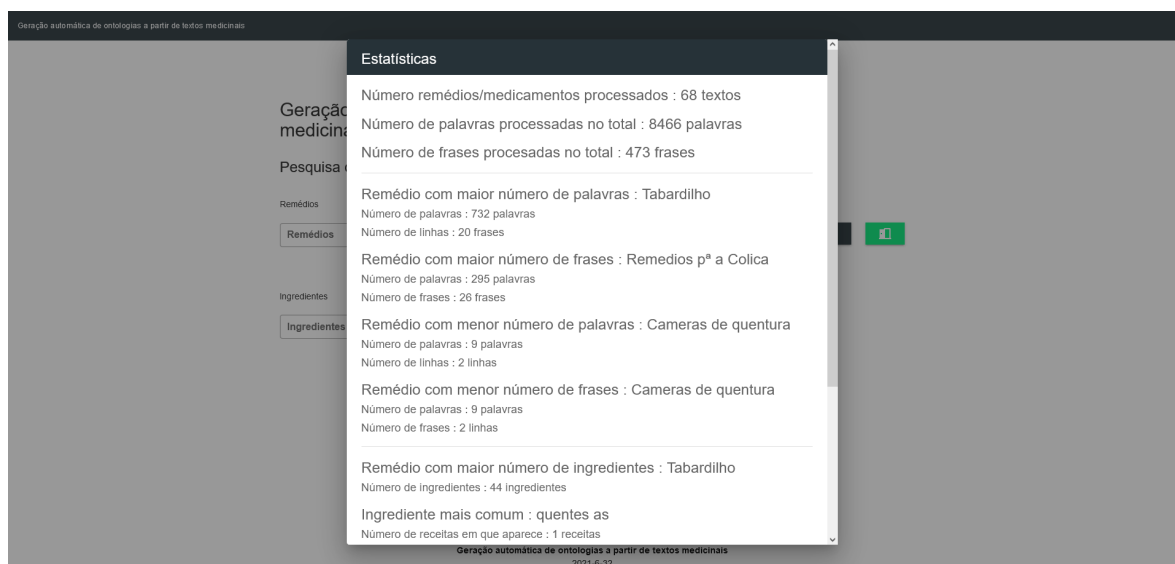 Geração automática de ontologias a partir de textos medicinais
Estatísticas
Número remédios/medicamentos processados : 68 textos
Geração
Número de palavras processadas no total : 8466 palavras
medicina
Número de frases procesadas no total : 473 frases
Pesquisa
Remédio com maior número de palavras : Tabardilho
Remédios
Número de palavras : 732 palavras
Número de linhas : 20 frases
Remédios
Remédio com maior número de frases : Remedios pª a Colica
Número de palavras : 295 palavras
Ingredientes
Número de frases : 26 frases
Ingredientes
Remédio com menor número de palavras : Cameras de quentura
Número de palavras : 9 palavras
Número de linhas : 2 linhas
Remédio com menor número de frases : Cameras de quentura
Número de palavras : 9 palavras
Número de frases : 2 linhas
Remédio com maior número de ingredientes : Tabardilho
Número de ingredientes : 44 ingredientes
Ingrediente mais comum : quentes as
Número de receitas em que aparece : 1 receitas
Geração automática de ontologias a partir de textos medicinais
2021-6-22